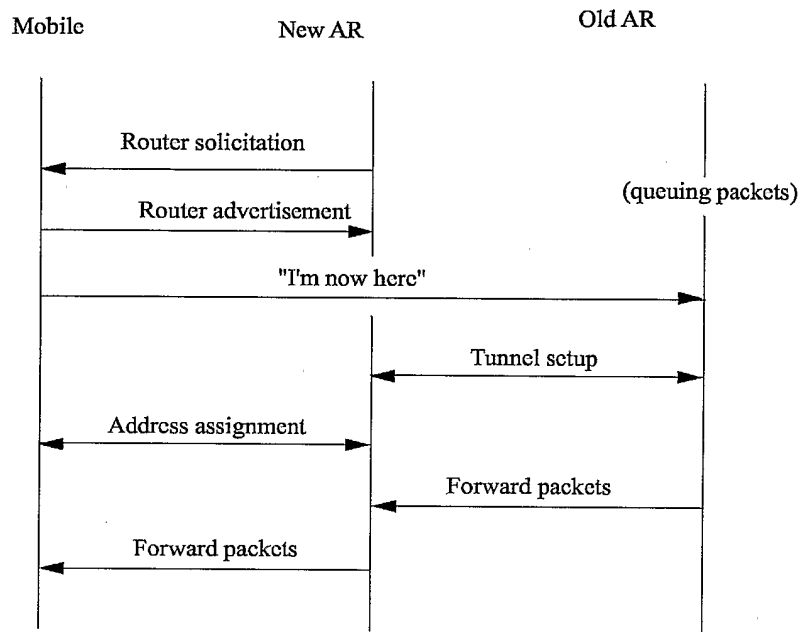 Mobile
New AR
Old AR
Router solicitation
(queuing packets)
Router advertisement
"I'm now here"
Tunnel setup
Address assignment
Forward packets
Forward packets